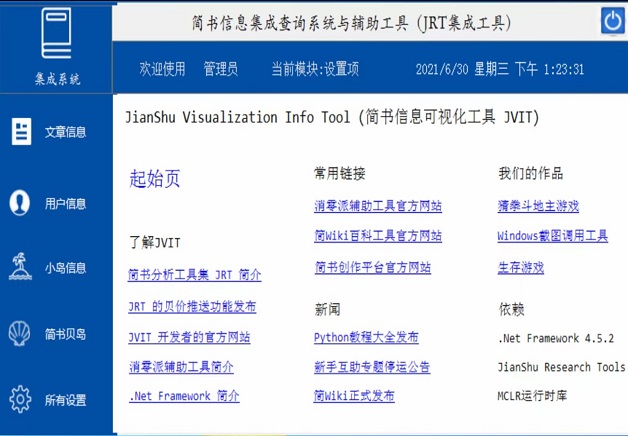 简书信息集成查询系统与辅助工具 (JRT集成工具)
集成系统
欢迎使用 管理员 当前模块:设置项 2021/6/30 星期三 下午 1:23:31
文章信息
用户信息
小岛信息
简书贝岛
所有设置
JianShu Visualization Info Tool (简书信息可视化工具 JVIT)
起始页
了解JVIT
简书分析工具集 JRT 简介
JRT 的贝价推送功能发布
JVIT 开发者的官方网站
消零派辅助工具简介
.Net Framework 简介
常用链接
消零派辅助工具官方网站
简Wiki百科工具官方网站
简书创作平台官方网站
新闻
Python教程大全发布
新手互助专题停运公告
简Wiki正式发布
我们的作品
猜拳斗地主游戏
Windows截图调用工具
生存游戏
依赖
.Net Framework 4.5.2
JianShu Research Tools
MCLR运行时库